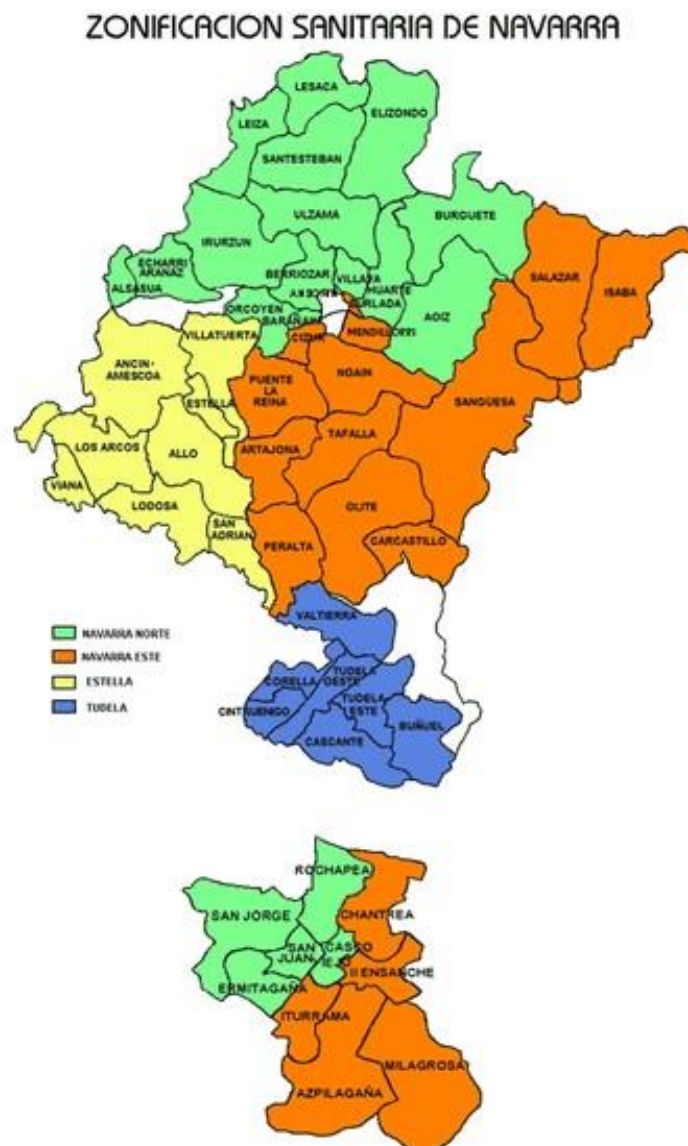 ZONIFICACION SANITARIA DE NAVARRA
LESACA
ELIZONDO
LEIZA
SANTESTEBAN
ULZAMA
BURGUETE
IRURZUN
ECHARRI
ARANAZ
ALSASUA
BERRIOZAR
VILLAVA
HUARTE
BURLADA
AOIZ
SALAZAR
ISABA
ORCOYEN
BARAÑAIN
CIZUR
MENDILLORRI
VILLATUERTA
ANCIN-
AMESCOA
PUENTE
LA
REINA
NOAIN
SANGÜESA
ESTELLA
LOS ARCOS
ALLO
ARTAJONA
TAFALLA
VIANA
LODOSA
SAN
ADRIAN
OLITE
PERALTA
CARCASTILLO
VALTIERRA
NAVARRA NORTE
NAVARRA ESTE
ESTELLA
TUDELA
CORELLA
TUDELA
OESTE
CINTRUENIGO
TUDELA
LESTE
BUÑUEL
CASCANTE
ROCHAPEA
SAN JORGE
CHANTREA
SAN
JUAN
CASCO
II ENSANCHE
ERMITAGAÑA
ITURRAMA
MILAGROSA
AZPILAGAÑA